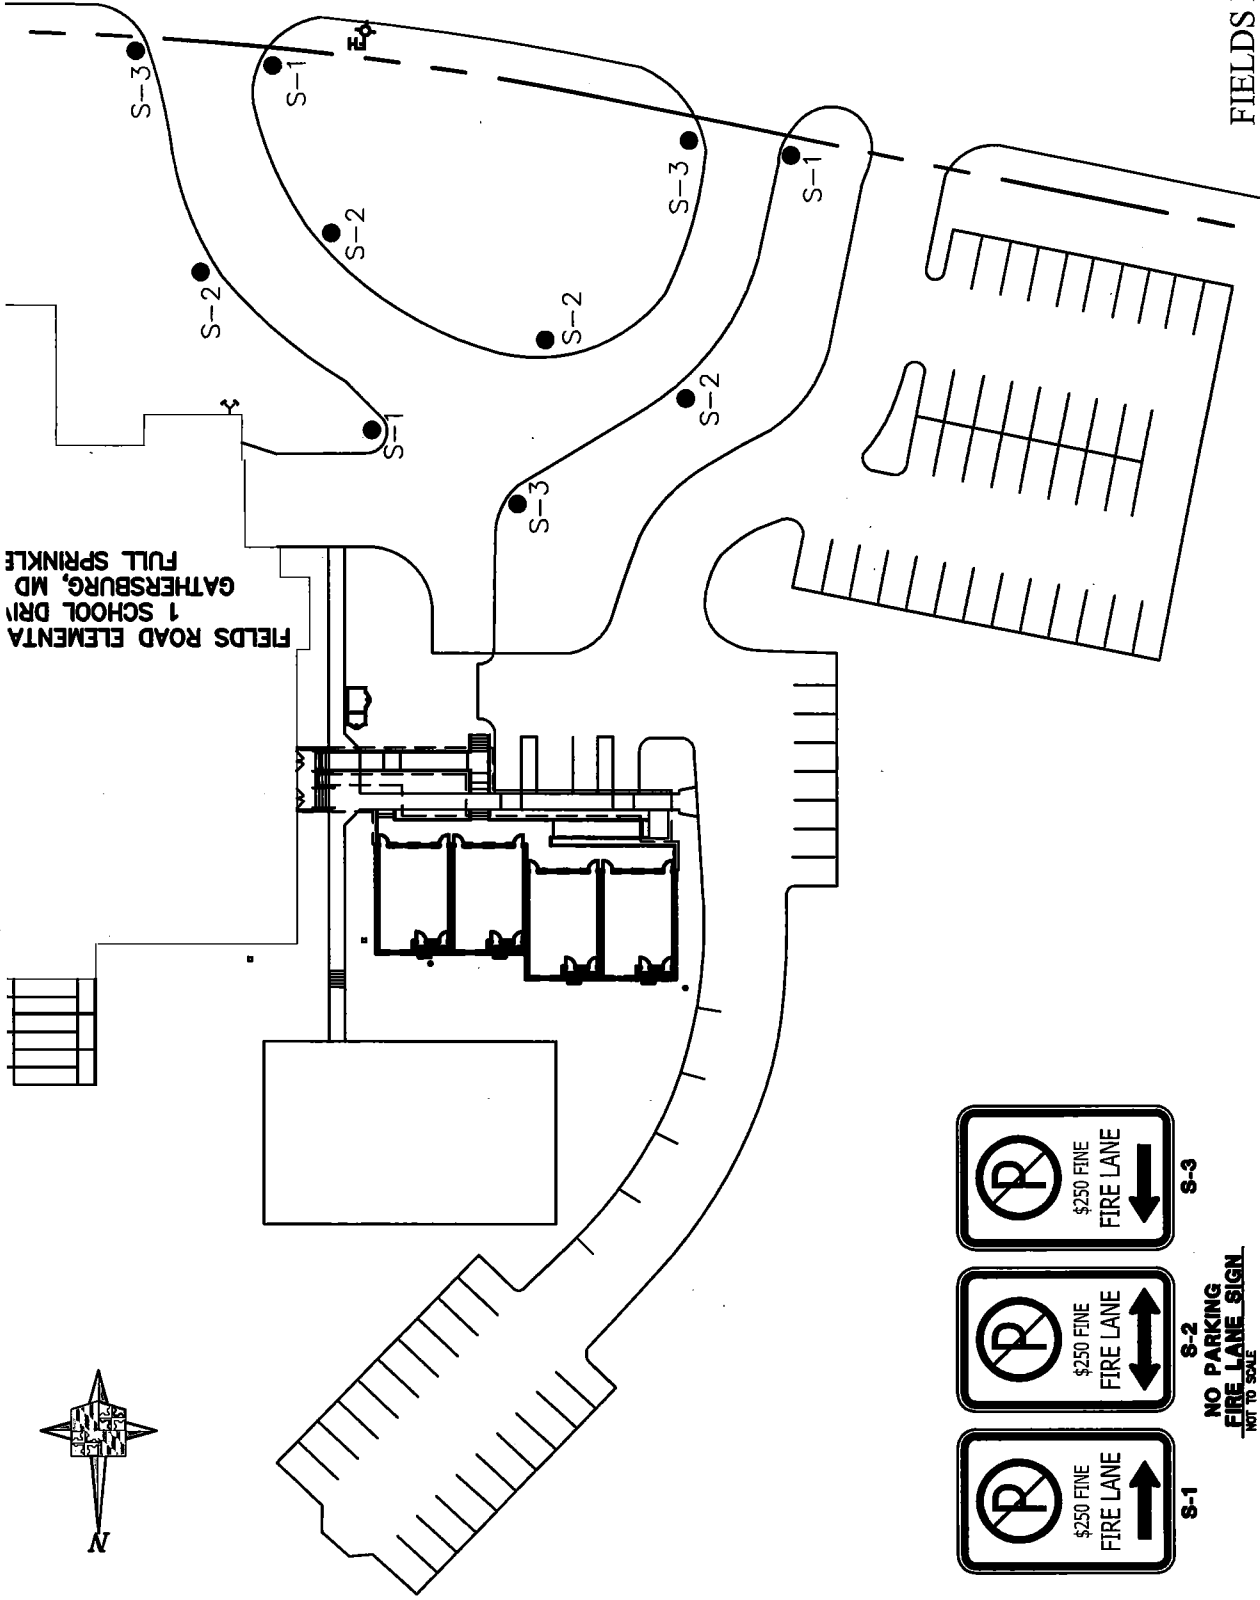 FIELDS
S-3
S-1
S-2
S-2
S-3
S-1
S-2
S-1
S-2
S-3
FIELDS ROAD ELEMENTA
1 SCHOOL DRIV
GATHERSBURG, MD
FULL SPRINKLE
N
P
$250 FINE
FIRE LANE
S-1
P
$250 FINE
FIRE LANE
S-2
P
$250 FINE
FIRE LANE
S-3
NO PARKING
FIRE LANE SIGN
NOT TO SCALE